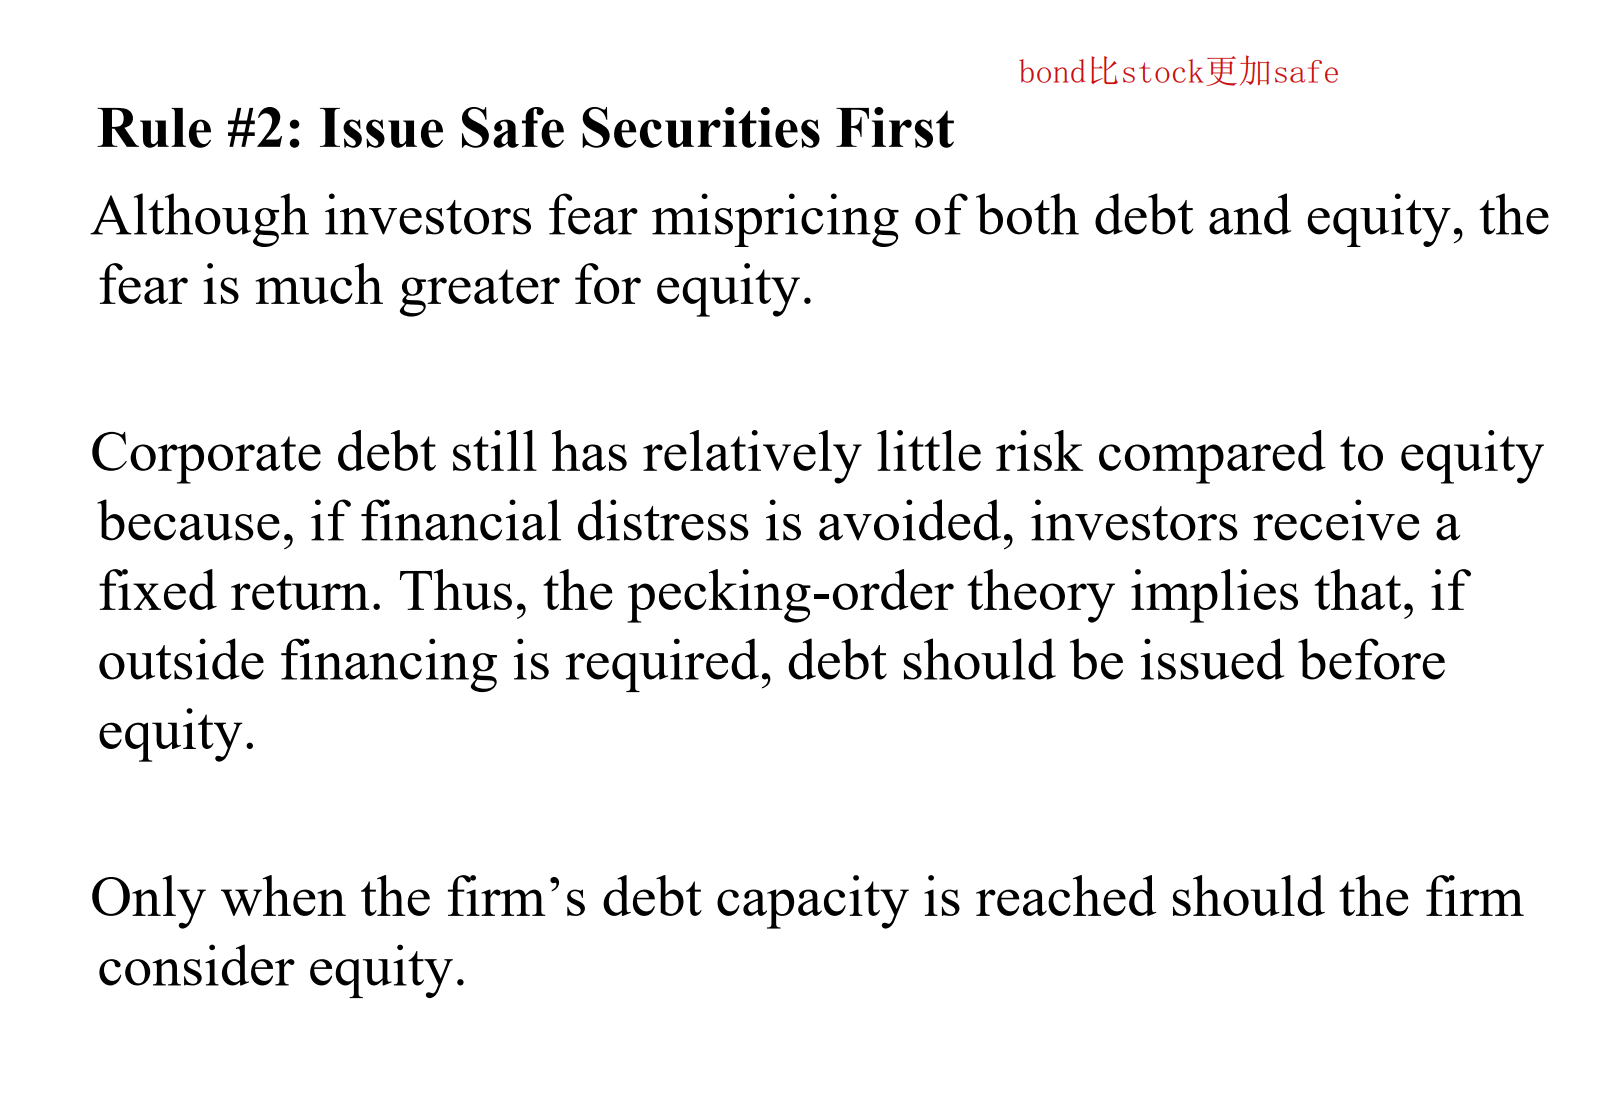 bond比stock更加safe
Rule #2: Issue Safe Securities First
Although investors fear mispricing of both debt and equity, the
fear is much greater for equity.
Corporate debt still has relatively little risk compared to equity
because, if financial distress is avoided, investors receive a
fixed return. Thus, the pecking-order theory implies that, if
outside financing is required, debt should be issued before
equity.
Only when the firm’s debt capacity is reached should the firm
consider equity.